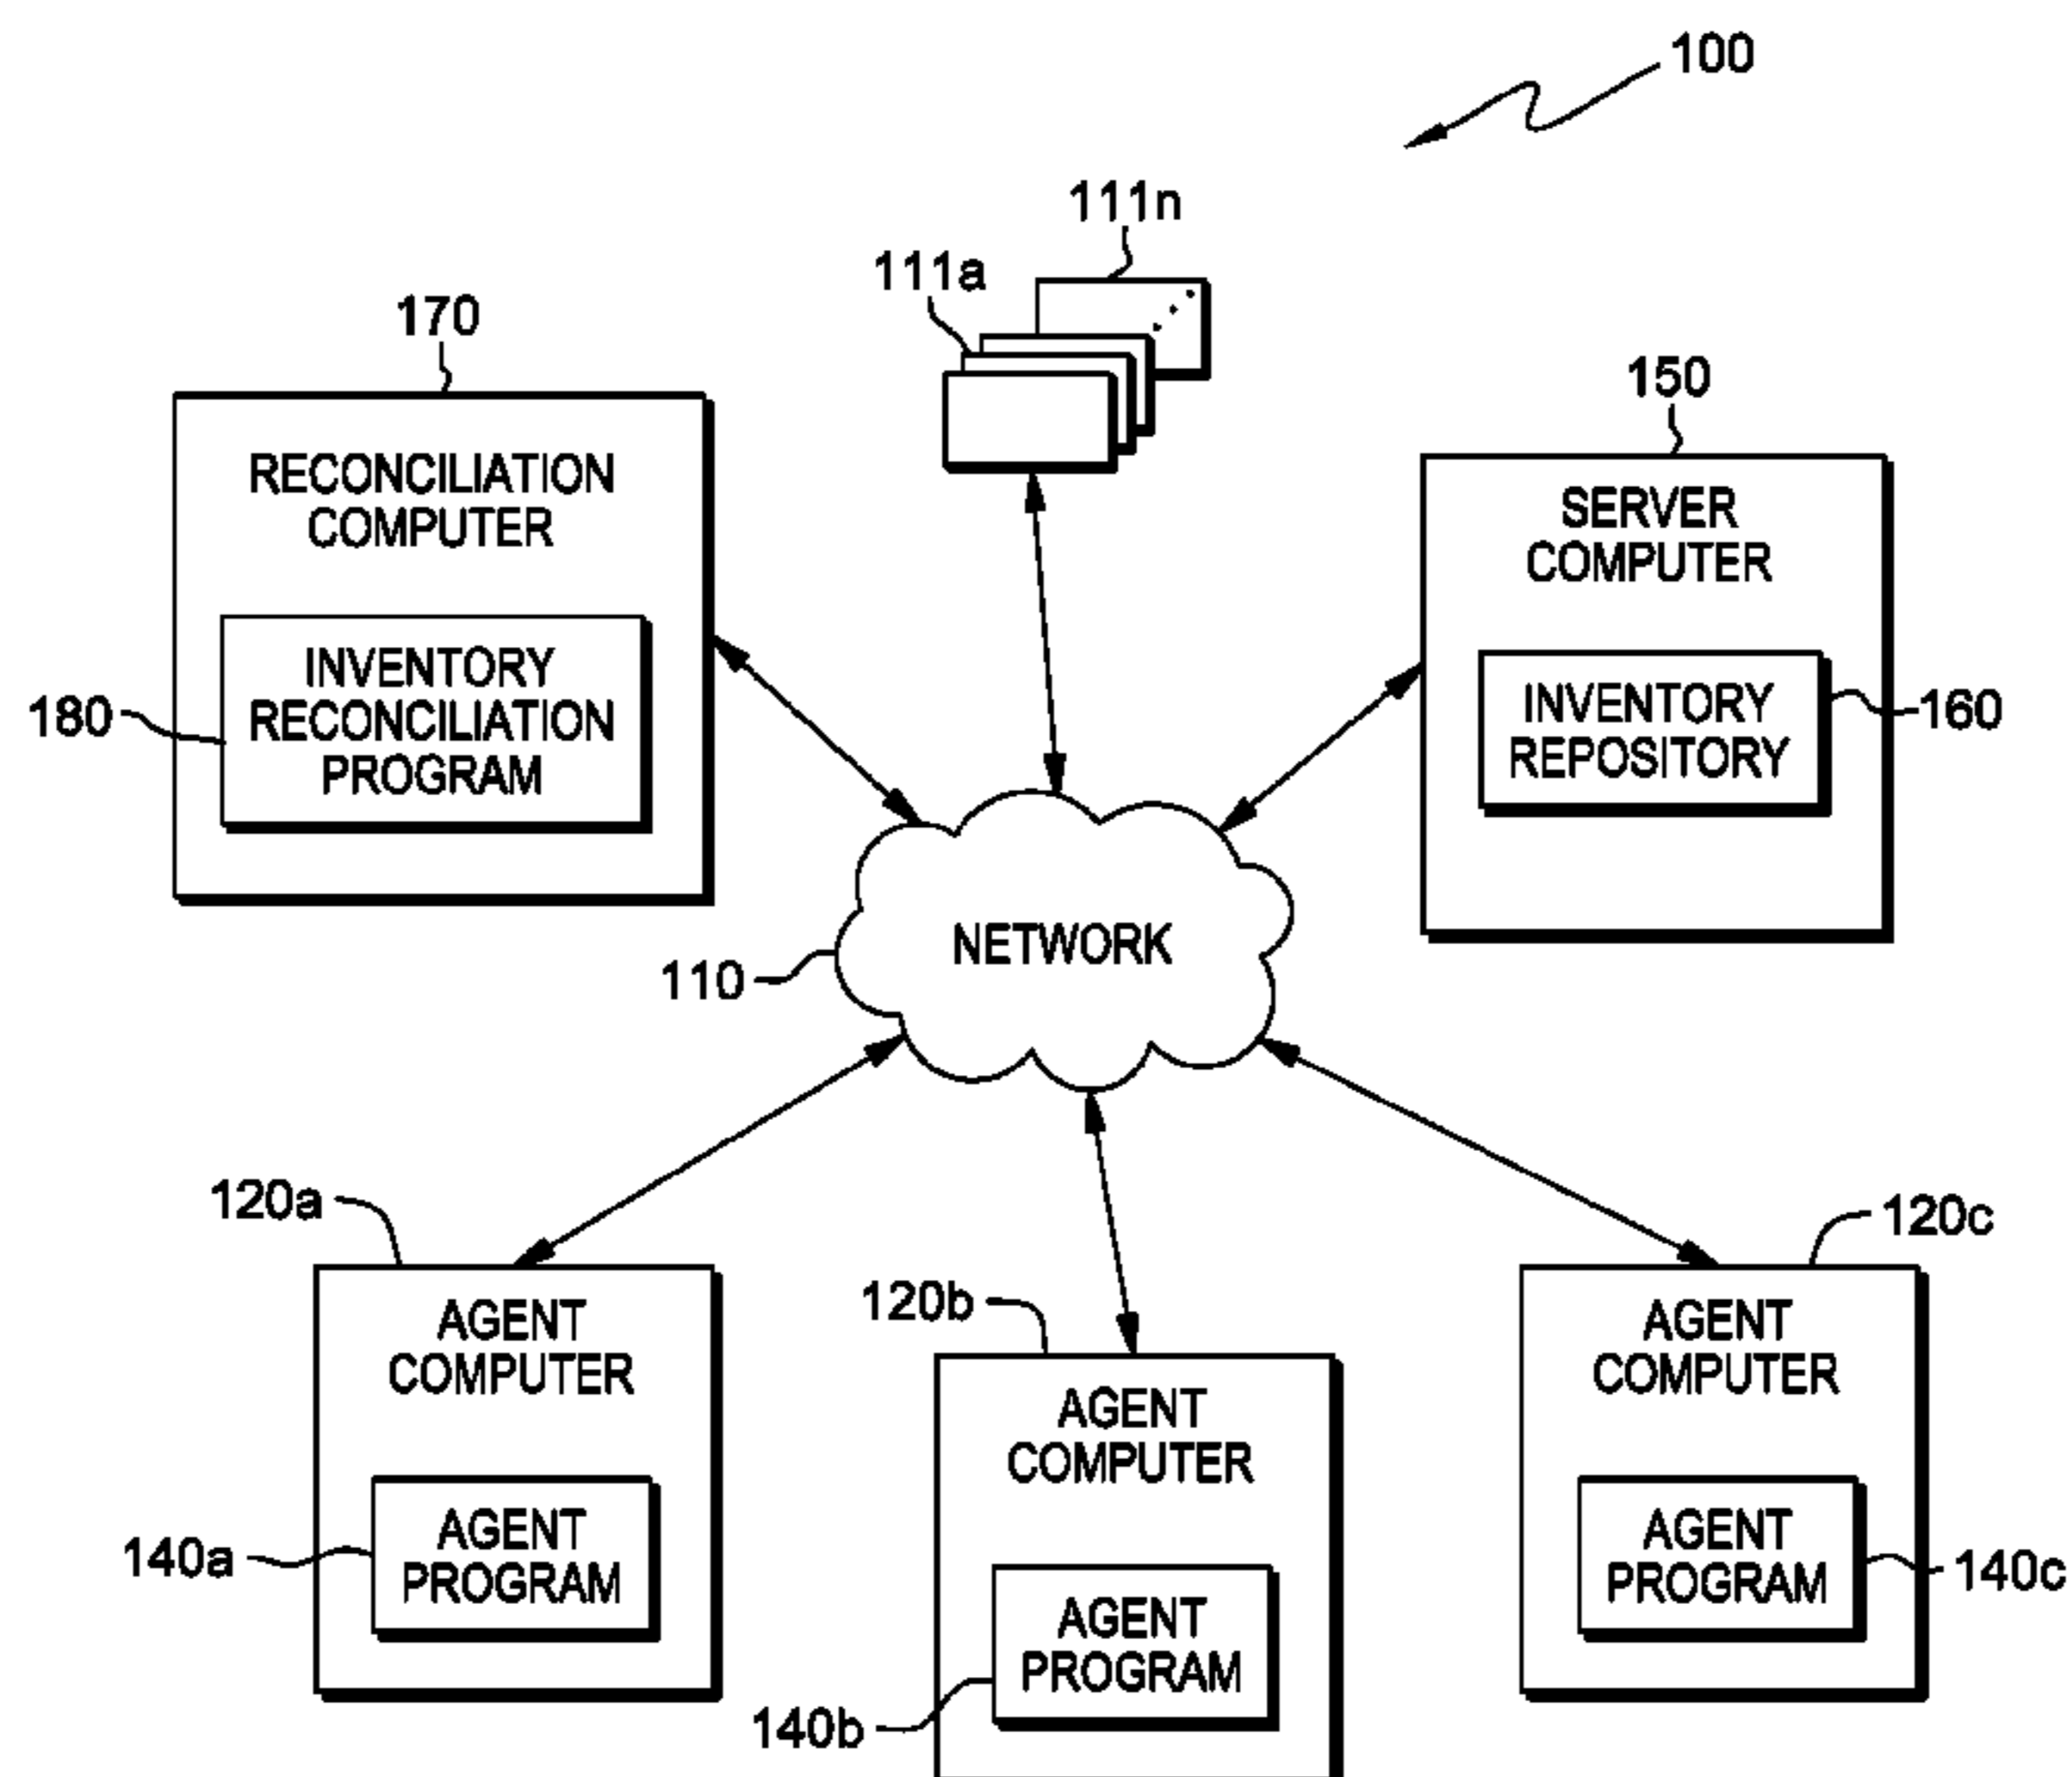 100
111n
111a
170
150
RECONCILIATION
COMPUTER
SERVER
COMPUTER
INVENTORY
RECONCILIATION
PROGRAM
180
INVENTORY
REPOSITORY
160
NETWORK
110
120a
120b
120c
AGENT
COMPUTER
AGENT
PROGRAM
140a
AGENT
COMPUTER
AGENT
PROGRAM
140b
AGENT
COMPUTER
AGENT
PROGRAM
140c